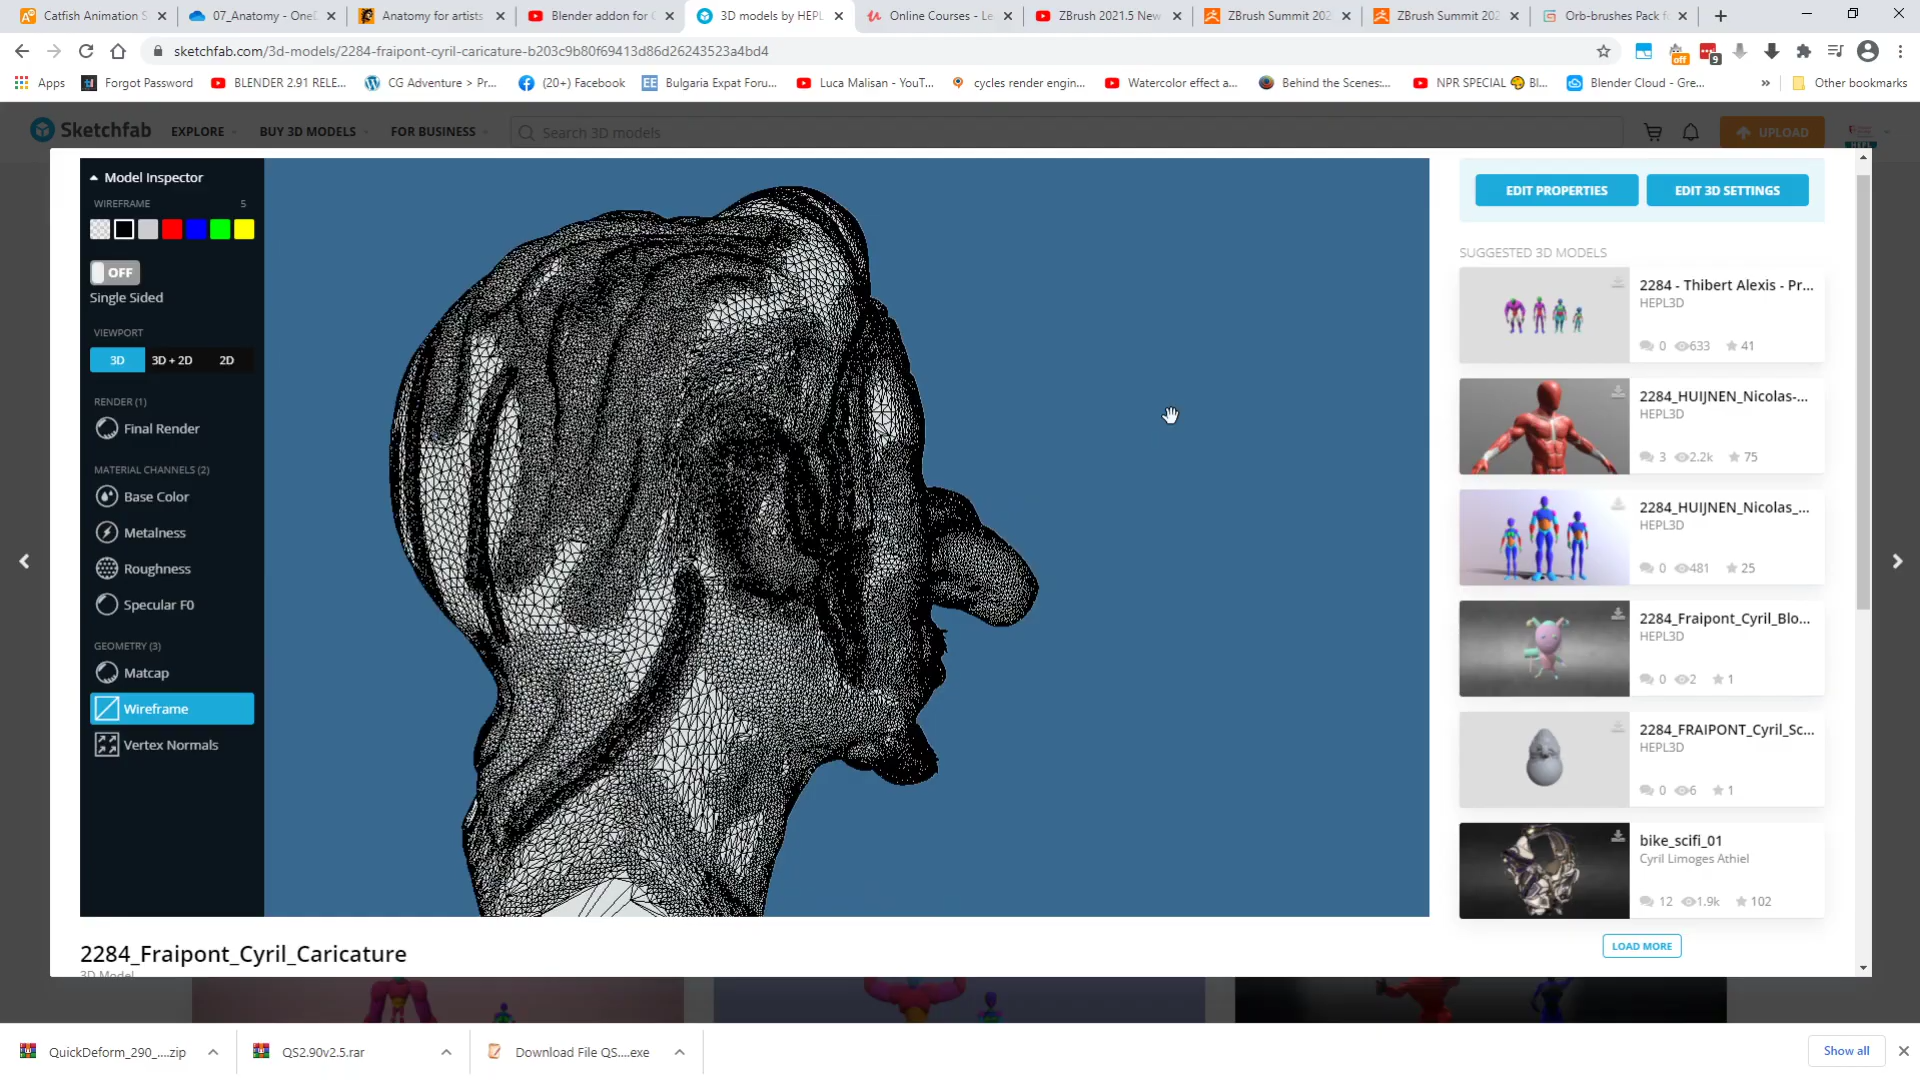 Catfish Animation S
07_Anatomy - OneD
Anatomy for artists
Blender addon for C
3D models by HEPL
Online Courses - Le
ZBrush 2021.5 New
ZBrush Summit 202
ZBrush Summit 202
Orb-brushes Pack fo
sketchfab.com/3d-models/2284-fraipont-cyril-caricature-b203c9b80f69413d86d26243523a4bd4
off
9
Apps
Forgot Password
BLENDER 2.91 RELE...
CG Adventure > Pr...
(20+) Facebook
EE
Bulgaria Expat Foru...
Luca Malisan - YouT...
cycles render engin...
Watercolor effect a...
Behind the Scenes:...
NPR SPECIAL 🧐 Bl...
Blender Cloud - Gre...
»
Other bookmarks
Sketchfab
EXPLORE
BUY 3D MODELS
FOR BUSINESS
Search 3D models
UPLOAD
HEPL
Model Inspector
WIREFRAME 5
OFF
Single Sided
VIEWPORT
3D 3D + 2D 2D
RENDER (1)
Final Render
MATERIAL CHANNELS (2)
Base Color
Metalness
Roughness
Specular F0
GEOMETRY (3)
Matcap
Wireframe
Vertex Normals
EDIT PROPERTIES
EDIT 3D SETTINGS
SUGGESTED 3D MODELS
2284 - Thibert Alexis - Pr...
HEPL3D
0 633 41
2284_HUIJNEN_Nicolas-...
HEPL3D
3 2.2k 75
2284_HUIJNEN_Nicolas_...
HEPL3D
0 481 25
2284_Fraipont_Cyril_Blo...
HEPL3D
0 2 1
2284_FRAIPONT_Cyril_Sc...
HEPL3D
0 6 1
bike_scifi_01
Cyril Limoges Athiel
12 1.9k 102
LOAD MORE
2284_Fraipont_Cyril_Caricature
3D Model
QuickDeform_290_....zip
QS2.90v2.5.rar
Download File QS....exe
Show all